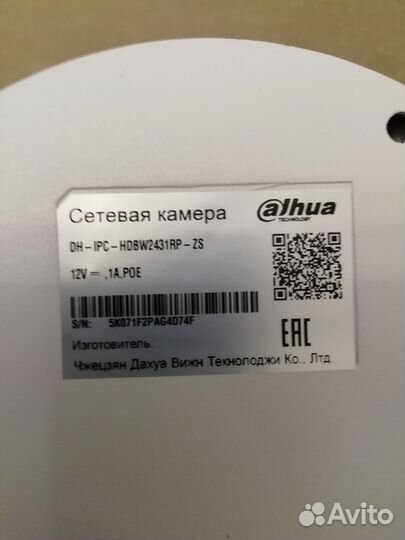 Сетевая камера
alhua
TECHNOLOGY
DH-IPC-HDBW2431RP-ZS
12V ⎓ ,1A,POE
S/N: 5K071F2PAG4D74F
EAC
Изготовитель:
Чжецзян Дахуа Вижн Текнолоджи Ко., Лтд.
Avito